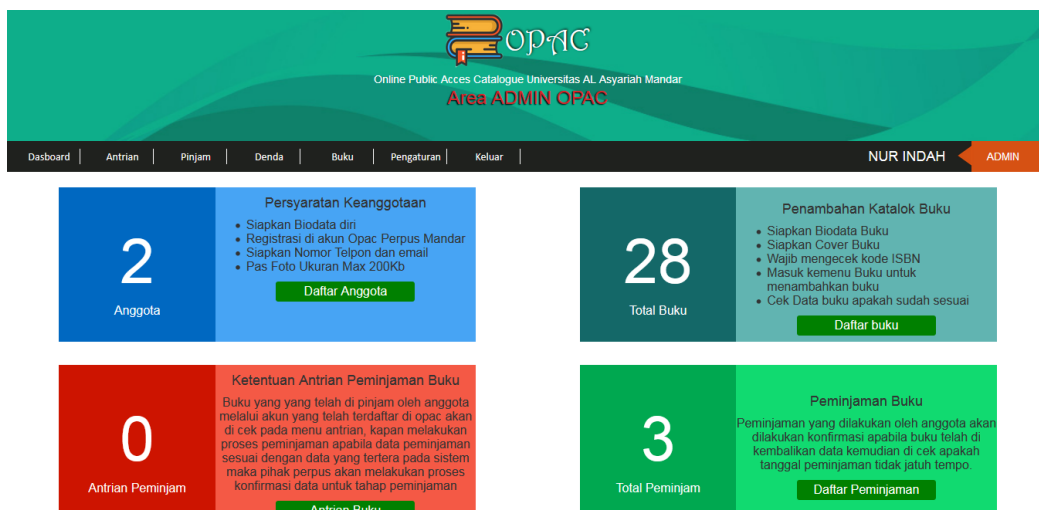 OPAC
Online Public Acces Catalogue Universitas AL Asyariah Mandar
Area ADMIN OPAC
Dasboard
Antrian
Pinjam
Denda
Buku
Pengaturan
Keluar
NUR INDAH
ADMIN
2
Anggota
Persyaratan Keanggotaan
Siapkan Biodata diri
Registrasi di akun Opac Perpus Mandar
Siapkan Nomor Telpon dan email
Pas Foto Ukuran Max 200Kb
Daftar Anggota
28
Total Buku
Penambahan Katalok Buku
Siapkan Biodata Buku
Siapkan Cover Buku
Wajib mengecek kode ISBN
Masuk kemenu Buku untuk
menambahkan buku
Cek Data buku apakah sudah sesuai
Daftar buku
0
Antrian Peminjam
Ketentuan Antrian Peminjaman Buku
Buku yang yang telah di pinjam oleh anggota
melalui akun yang telah terdaftar di opac akan
di cek pada menu antrian, kapan melakukan
proses peminjaman apabila data peminjaman
sesuai dengan data yang tertera pada sistem
maka pihak perpus akan melakukan proses
konfirmasi data untuk tahap peminjaman
Antrian Buku
3
Total Peminjam
Peminjaman Buku
Peminjaman yang dilakukan oleh anggota akan
dilakukan konfirmasi apabila buku telah di
kembalikan data kemudian di cek apakah
tanggal peminjaman tidak jatuh tempo.
Daftar Peminjaman